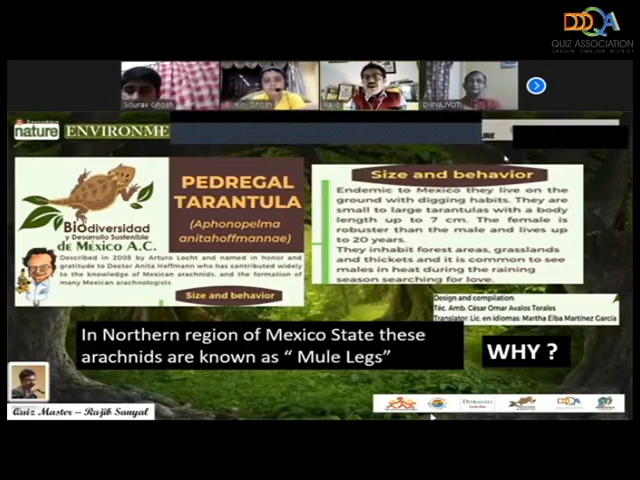 DDDQA
QUIZ ASSOCIATION
Sourav Ghosh
Rini Ghosh
Rajib
nature ENVIRONME
URE
PEDREGAL
TARANTULA
(Aphonopelma
anitahoffmannae)
Biodiversidad
y Desarrollo Sostenible
DE MÉXICO A.C.
Described in 2005 by Arturo Locht and named in honor and
gratitude to Doctor Anita Hoffmann who has contributed widely
to the knowledge of Mexican arachnids, and the formation of
many Mexican arachnologists
Size and behavior
Size and behavior
Endemic to Mexico they live on the
ground with digging habits. They are
small to large tarantulas with a body
length up to 7 cm. The female is
robuster than the male and lives up
to 20 years.
They inhabit forest areas, grasslands
and thickets and it is common to see
males in heat during the raining
season searching for love.
Design and compilation:
Téc. Amb. César Omar Avalos Torales
Translator: Lic. en idiomas: Martha Elba Martínez García
In Northern region of Mexico State these
arachnids are known as “ Mule Legs”
WHY ?
Quiz Master – Rajib Sanyal